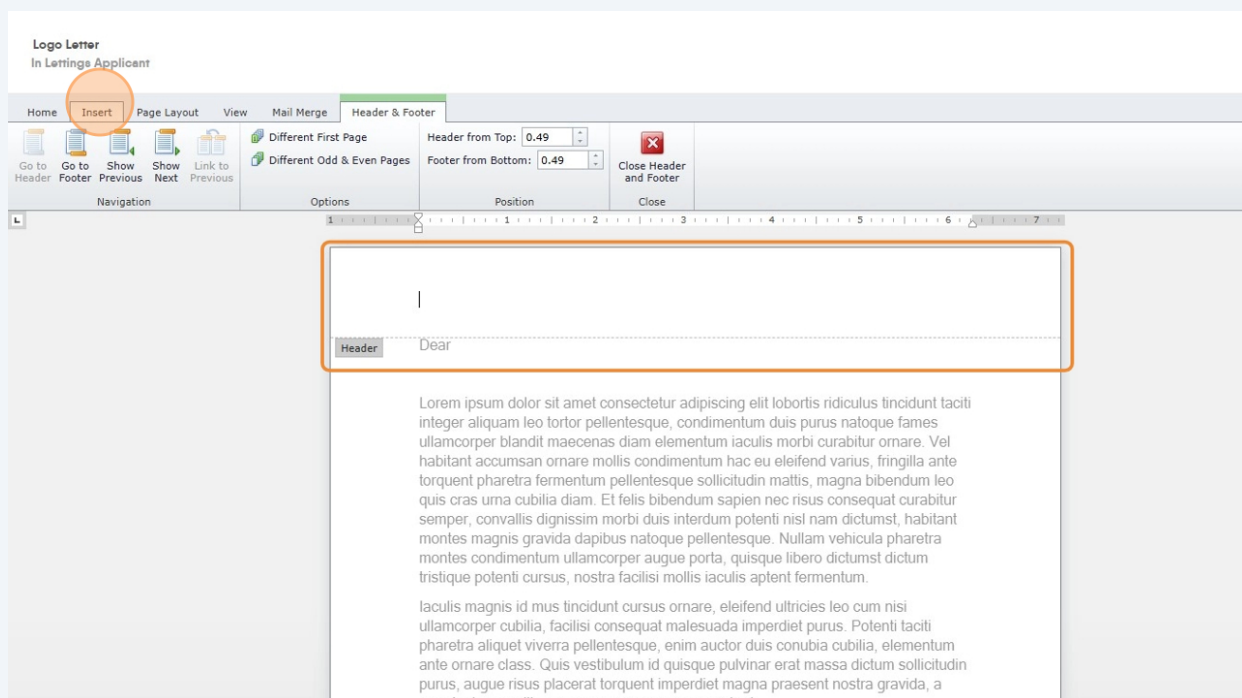 Logo Letter
In Lettings Applicant
Home Insert Page Layout View Mail Merge Header & Footer
Go to Header Go to Footer Show Previous Show Next Link to Previous
Navigation
Different First Page
Different Odd & Even Pages
Options
Header from Top: 0.49
Footer from Bottom: 0.49
Position
Close Header and Footer
Close
L
1 1 2 3 4 5 6 7
Header
Dear
Lorem ipsum dolor sit amet consectetur adipiscing elit lobortis ridiculus tincidunt taciti
integer aliquam leo tortor pellentesque, condimentum duis purus natoque fames
ullamcorper blandit maecenas diam elementum iaculis morbi curabitur ornare. Vel
habitant accumsan ornare mollis condimentum hac eu eleifend varius, fringilla ante
torquent pharetra fermentum pellentesque sollicitudin mattis, magna bibendum leo
quis cras urna cubilia diam. Et felis bibendum sapien nec risus consequat curabitur
semper, convallis dignissim morbi duis interdum potenti nisl nam dictumst, habitant
montes magnis gravida dapibus natoque pellentesque. Nullam vehicula pharetra
montes condimentum ullamcorper augue porta, quisque libero dictumst dictum
tristique potenti cursus, nostra facilisi mollis iaculis aptent fermentum.
Iaculis magnis id mus tincidunt cursus ornare, eleifend ultricies leo cum nisi
ullamcorper cubilia, facilisi consequat malesuada imperdiet purus. Potenti taciti
pharetra aliquet viverra pellentesque, enim auctor duis conubia cubilia, elementum
ante ornare class. Quis vestibulum id quisque pulvinar erat massa dictum sollicitudin
purus, augue risus placerat torquent imperdiet magna praesent nostra gravida, a